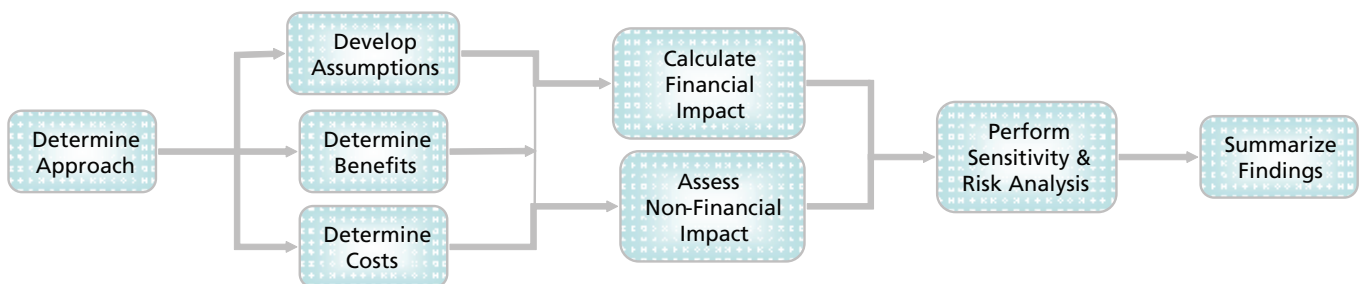 Determine
Approach
Develop
Assumptions
Determine
Benefits
Determine
Costs
Calculate
Financial
Impact
Assess
Non-Financial
Impact
Perform
Sensitivity &
Risk Analysis
Summarize
Findings